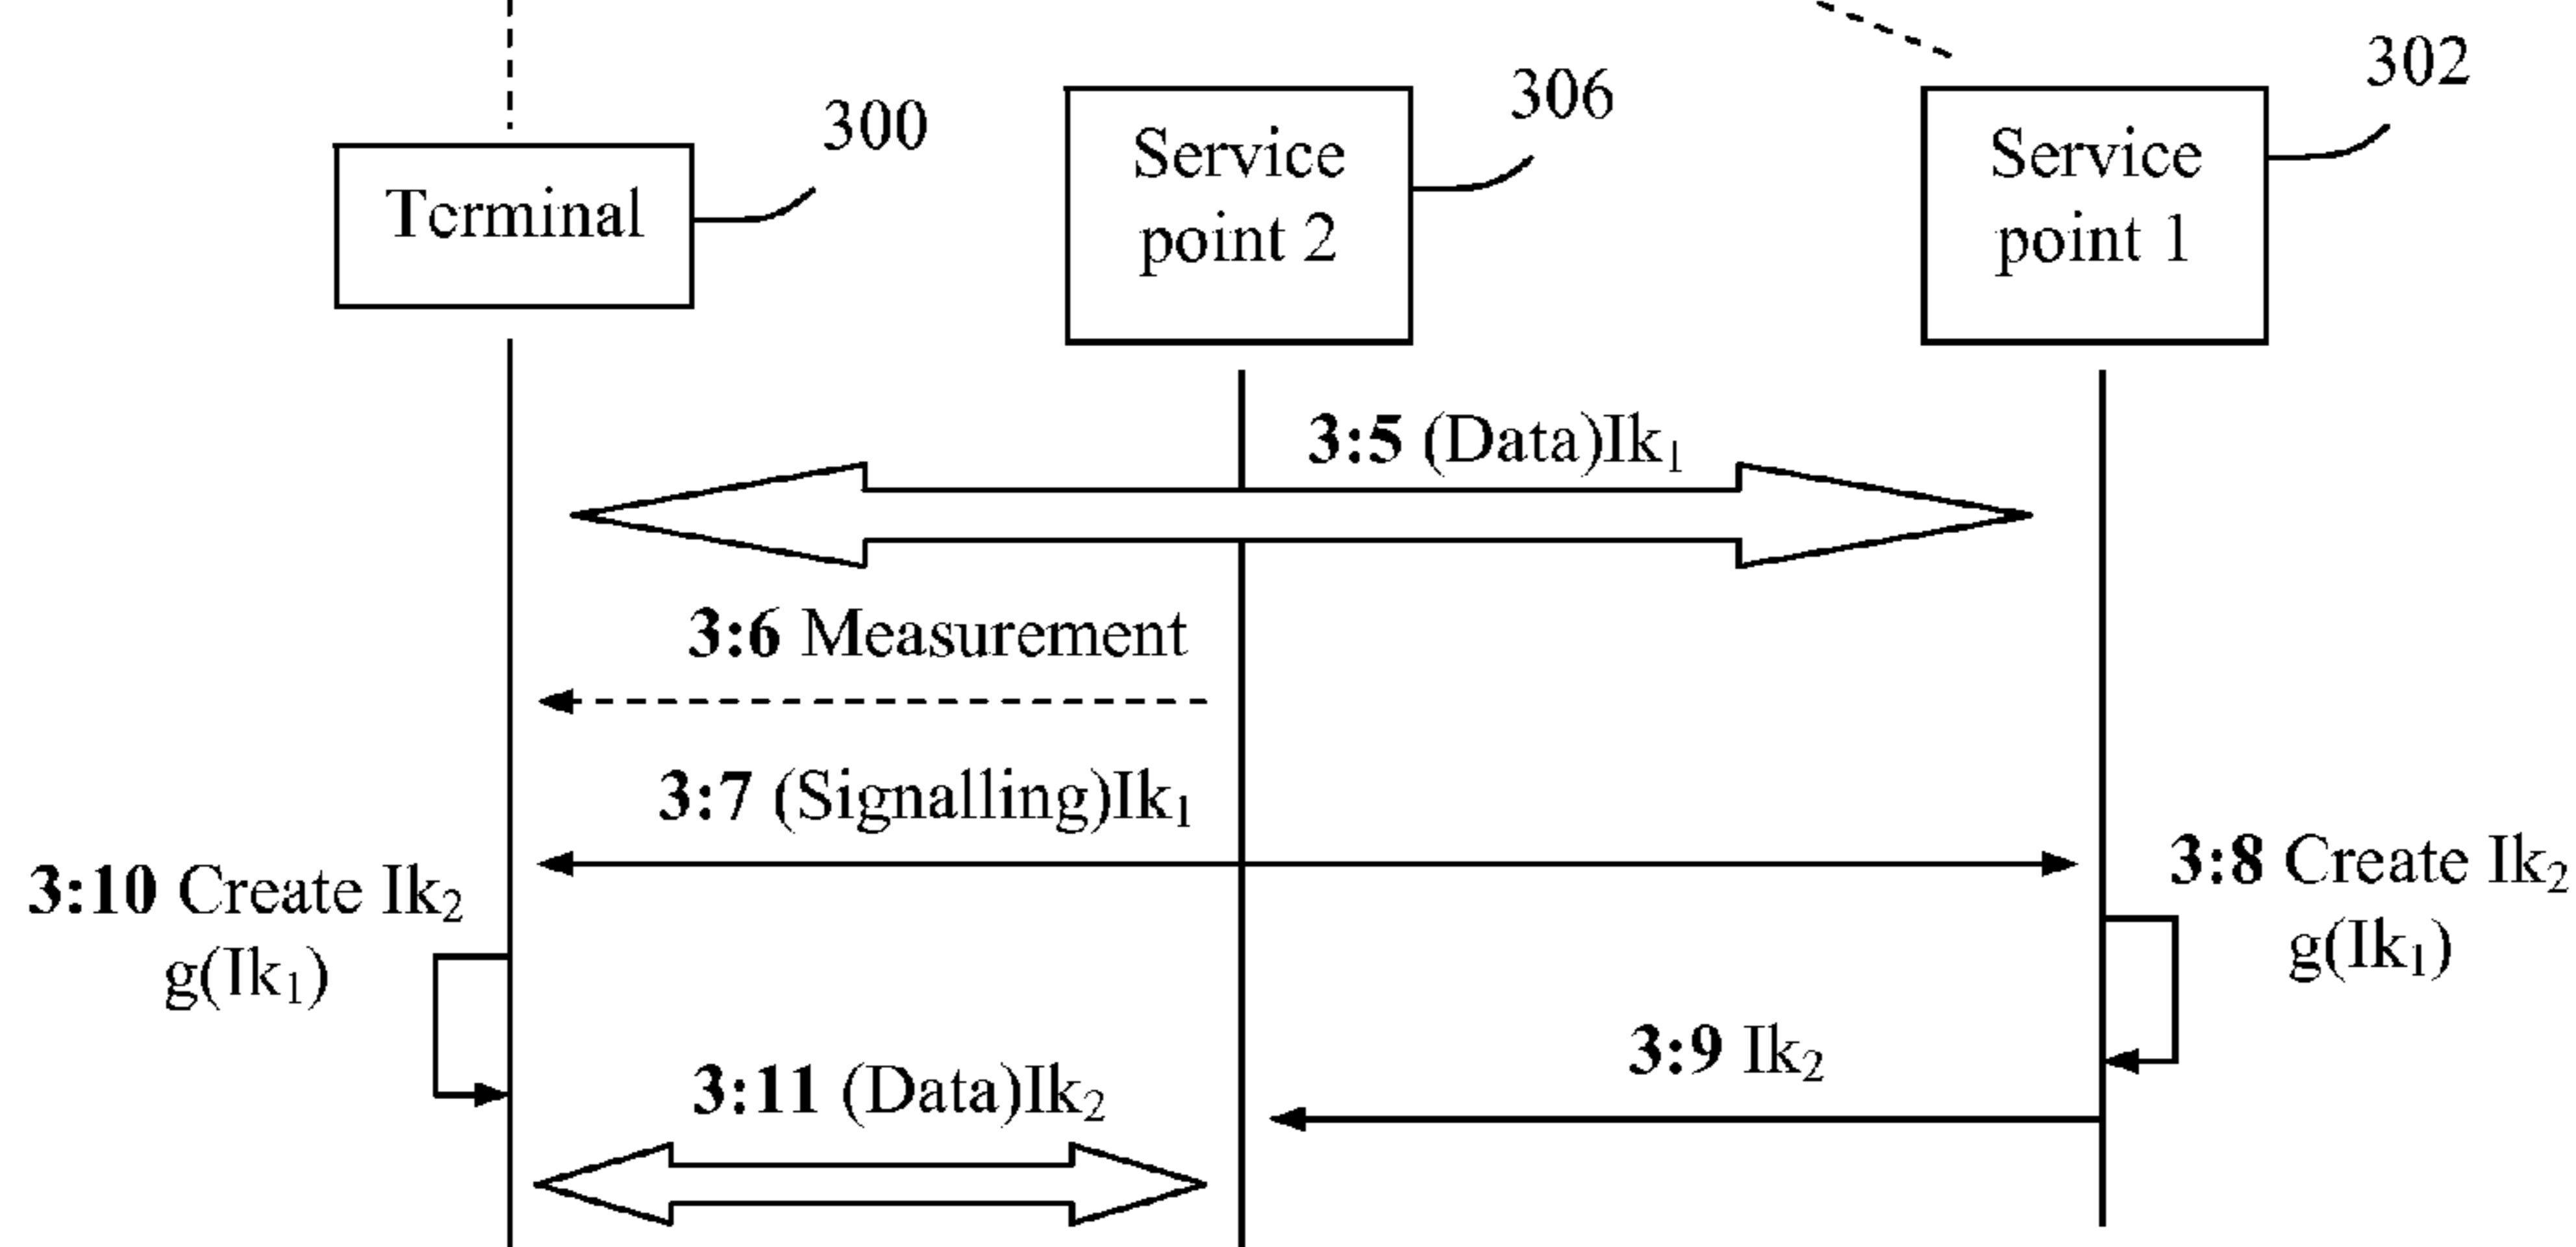 300
306
302
Terminal
Service
point 2
Service
point 1
3:5 (Data)Ik₁
3:6 Measurement
3:7 (Signalling)Ik₁
3:10 Create Ik₂
g(Ik₁)
3:8 Create Ik₂
g(Ik₁)
3:9 Ik₂
3:11 (Data)Ik₂